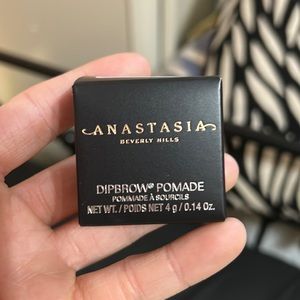 ANASTASIA
BEVERLY HILLS
DIPBROW® POMADE
POMMADE À SOURCILS
NET WT. / POIDS NET 4 g / 0.14 Oz.